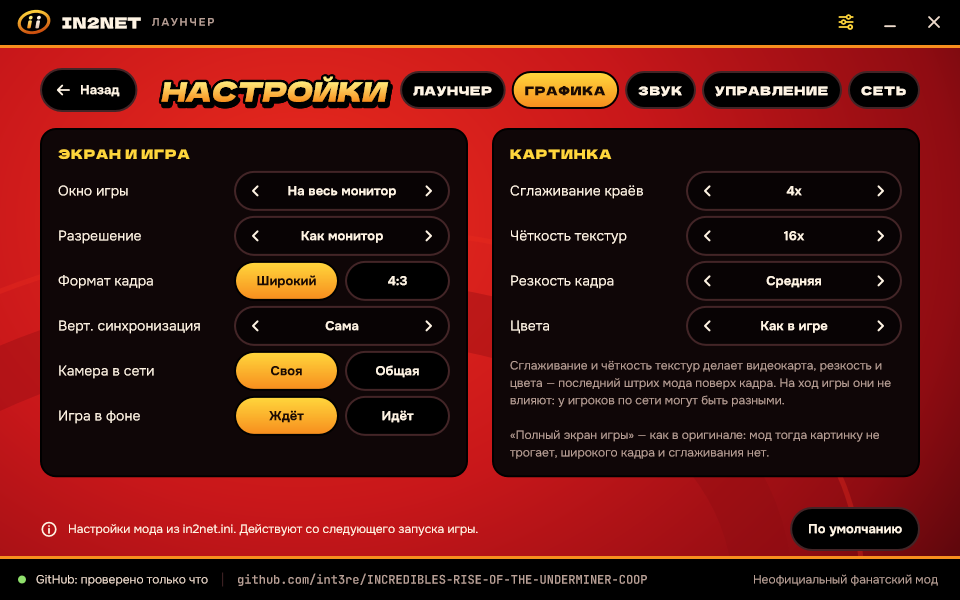 ii IN2NET ЛАУНЧЕР
Назад
НАСТРОЙКИ
ЛАУНЧЕР ГРАФИКА ЗВУК УПРАВЛЕНИЕ СЕТЬ
ЭКРАН И ИГРА
Окно игры На весь монитор
Разрешение Как монитор
Формат кадра Широкий 4:3
Верт. синхронизация Сама
Камера в сети Своя Общая
Игра в фоне Ждёт Идёт
КАРТИНКА
Сглаживание краёв 4x
Чёткость текстур 16x
Резкость кадра Средняя
Цвета Как в игре
Сглаживание и чёткость текстур делает видеокарта, резкость и
цвета — последний штрих мода поверх кадра. На ход игры они не
влияют: у игроков по сети могут быть разными.
«Полный экран игры» — как в оригинале: мод тогда картинку не
трогает, широкого кадра и сглаживания нет.
Настройки мода из in2net.ini. Действуют со следующего запуска игры.
По умолчанию
GitHub: проверено только что
github.com/int3re/INCREDIBLES-RISE-OF-THE-UNDERMINER-COOP
Неофициальный фанатский мод